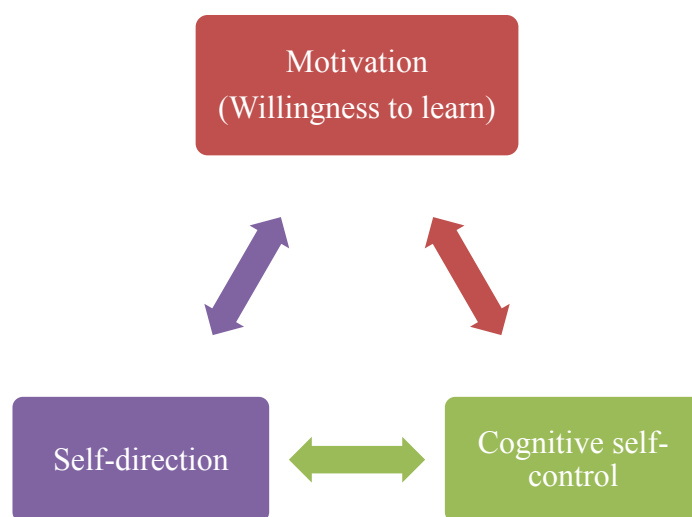 Motivation
(Willingness to learn)
Self-direction
Cognitive self-
control